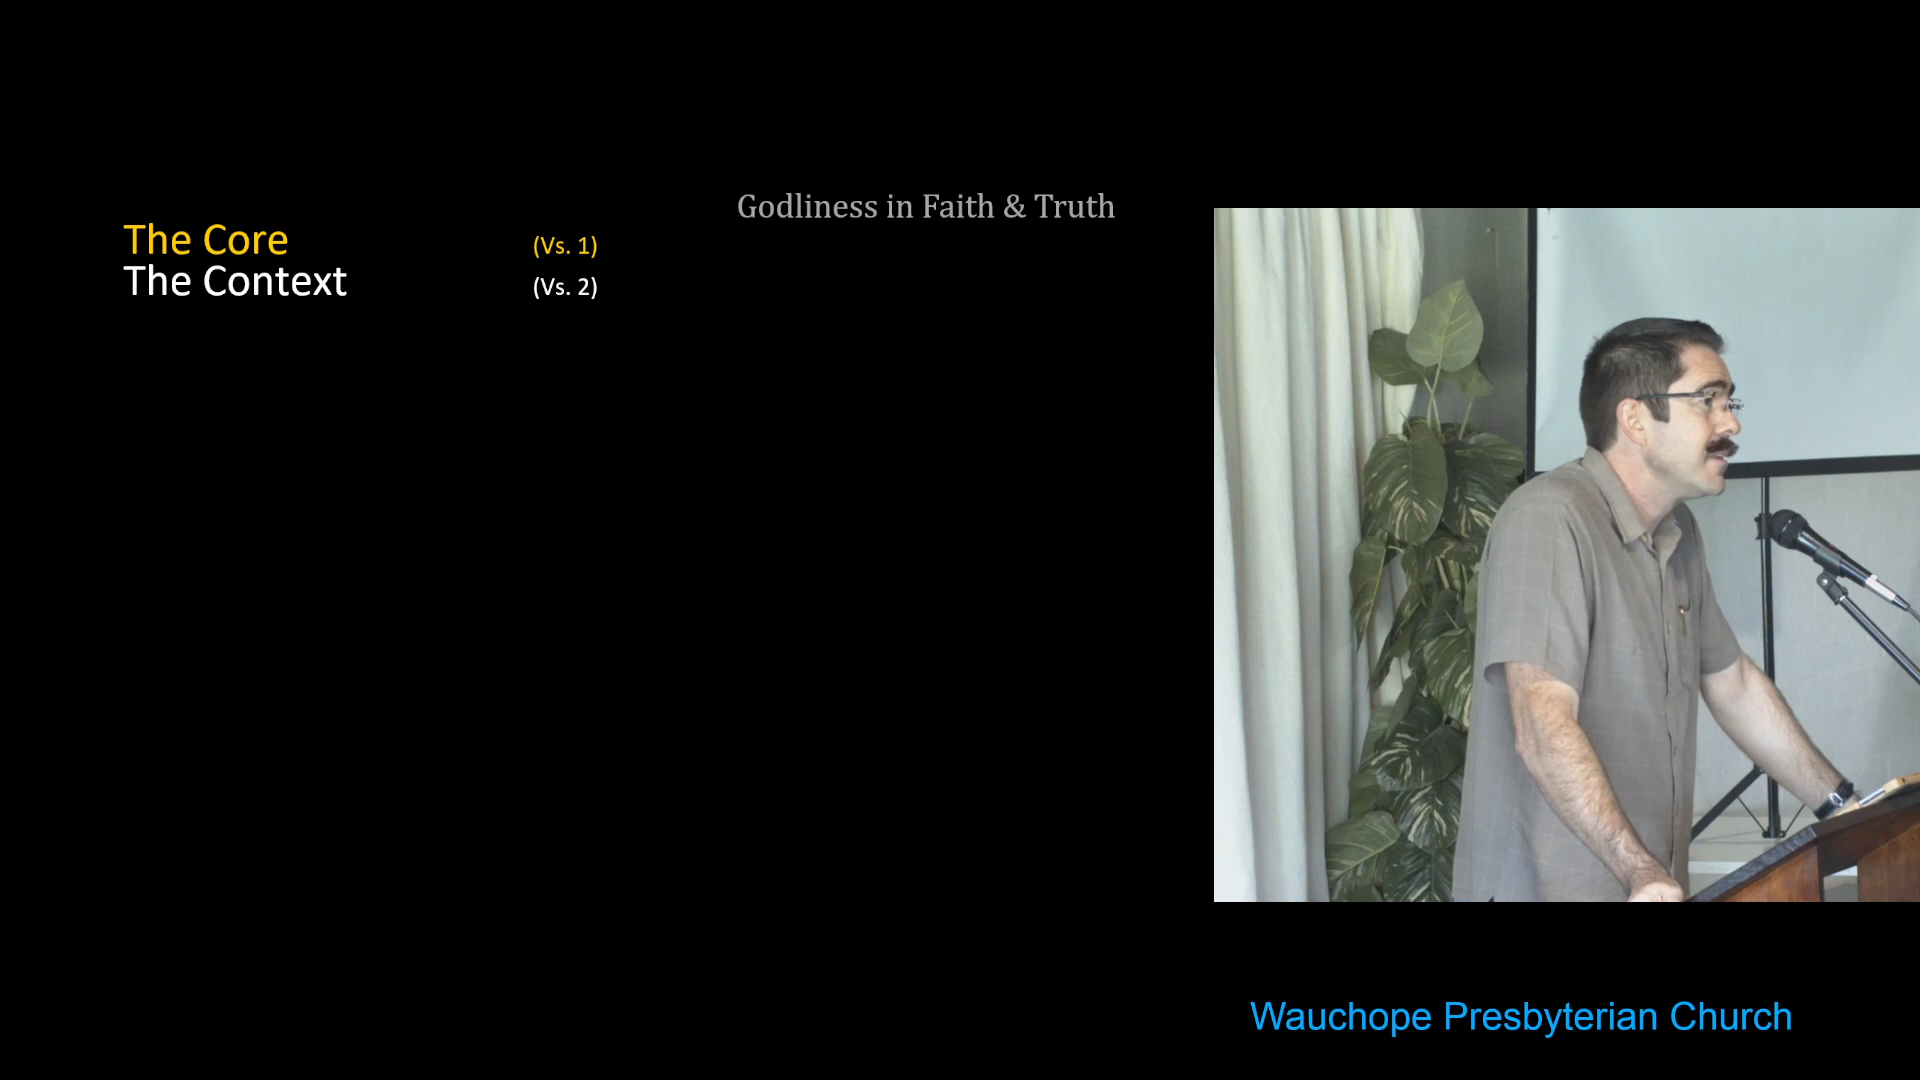 Godliness in Faith & Truth
The Core (Vs. 1)
The Context (Vs. 2)
Wauchope Presbyterian Church